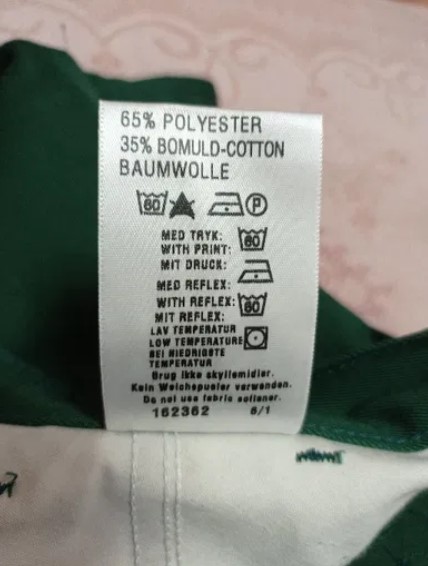 65% POLYESTER
35% BOMULD-COTTON
BAUMWOLLE
60 P
MED TRYK:
WITH PRINT: 60
MIT DRUCK:
MED REFLEX:
WITH REFLEX: 60
MIT REFLEX:
LAV TEMPERATUR
LOW TEMPERATURE
BEI NIEDRIGSTE
TEMPERATUR
Brug ikke skyllemidler.
Kein Weichspueler verwenden.
Do not use fabric softener.
162362 6/1